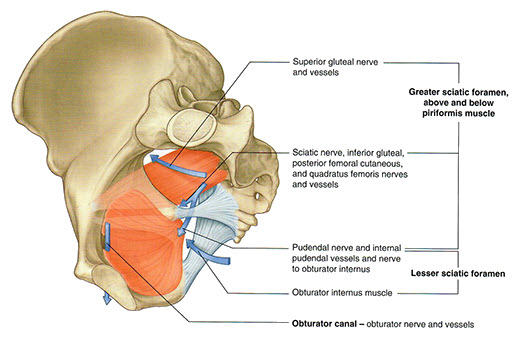 Superior gluteal nerve
and vessels
Greater sciatic foramen,
above and below
piriformis muscle
Sciatic nerve, inferior gluteal,
posterior femoral cutaneous,
and quadratus femoris nerves
and vessels
Pudendal nerve and internal
pudendal vessels and nerve
to obturator internus
Lesser sciatic foramen
Obturator internus muscle
Obturator canal – obturator nerve and vessels